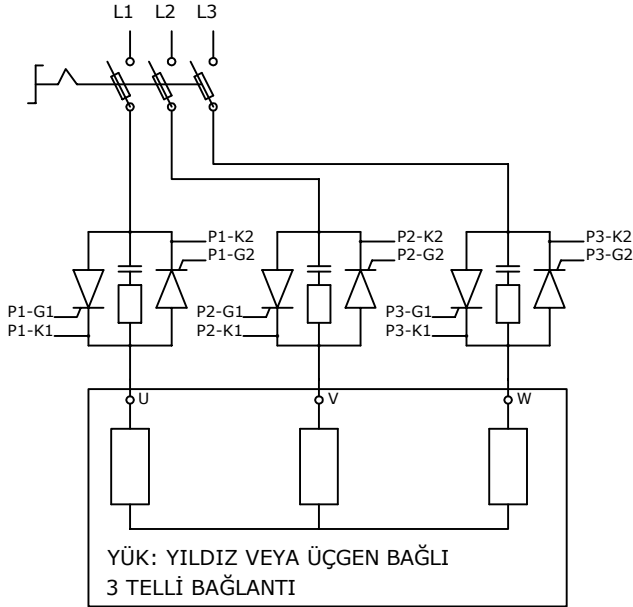 L1 L2 L3
P1-K2 P2-K2 P3-K2
P1-G2 P2-G2 P3-G2
P1-G1 P2-G1 P3-G1
P1-K1 P2-K1 P3-K1
U V W
YÜK: YILDIZ VEYA ÜÇGEN BAĞLI
3 TELLİ BAĞLANTI